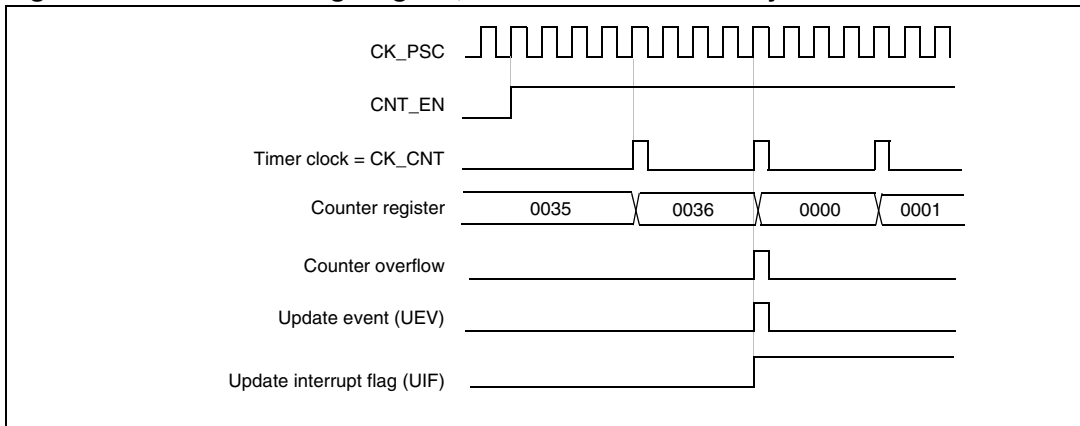 CK_PSC
CNT_EN
Timer clock = CK_CNT
Counter register 0035 0036 0000 0001
Counter overflow
Update event (UEV)
Update interrupt flag (UIF)